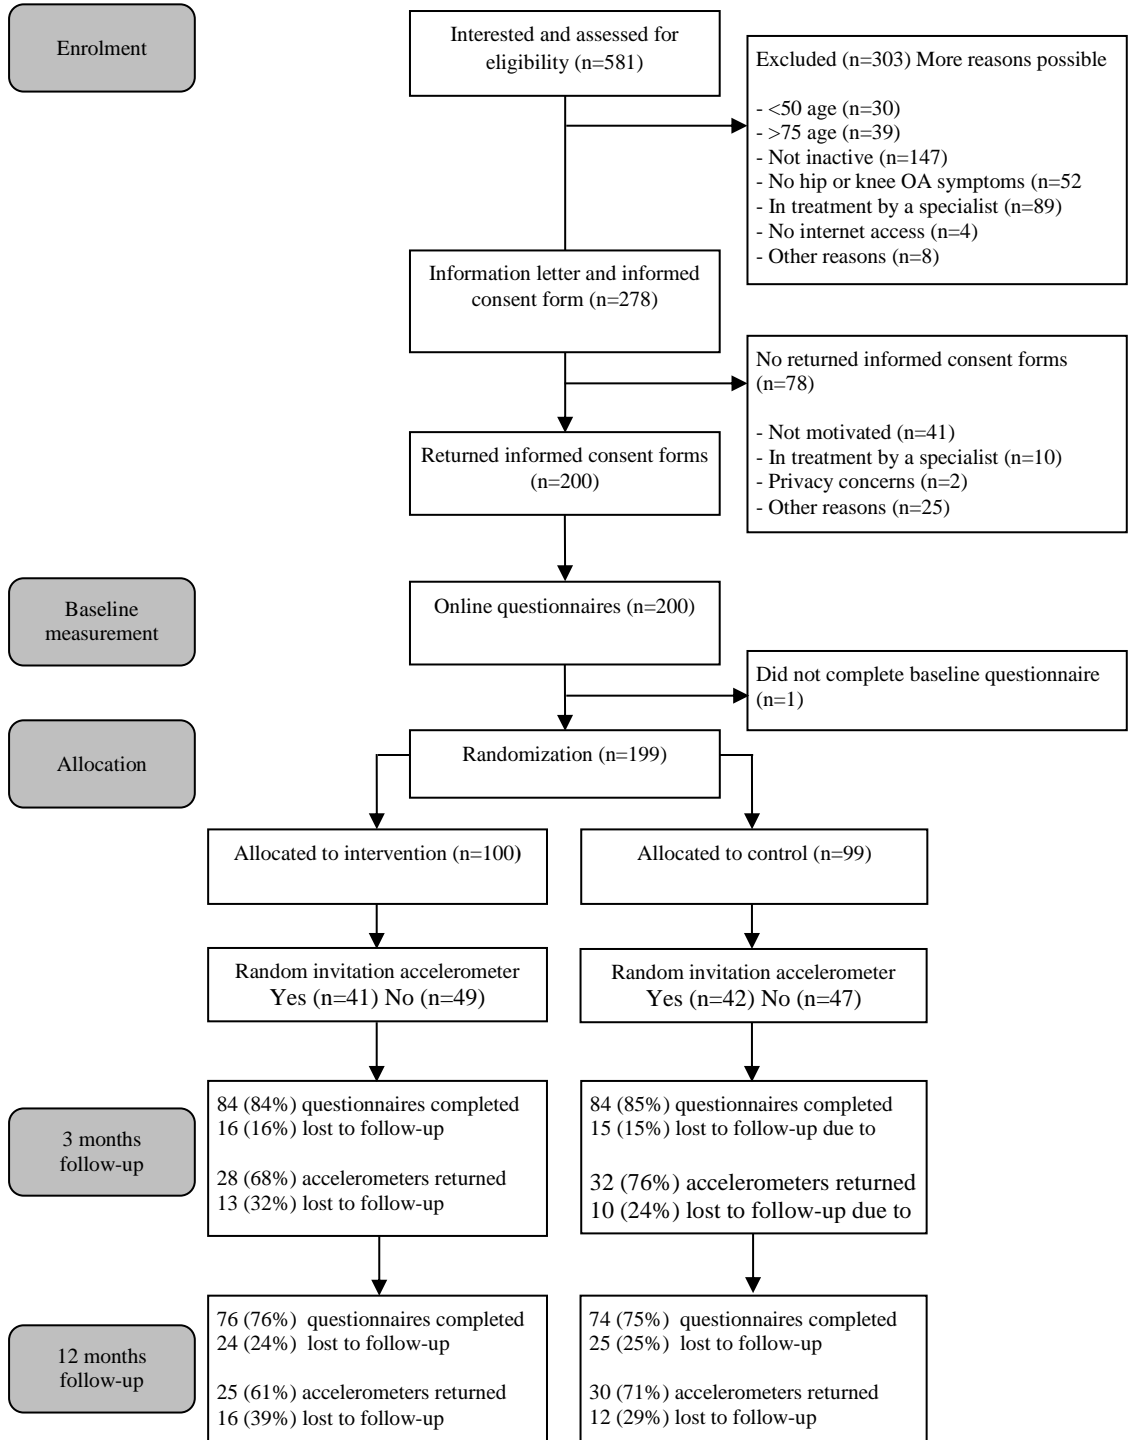 Enrolment
Interested and assessed for
eligibility (n=581)
Excluded (n=303) More reasons possible
- <50 age (n=30)
- >75 age (n=39)
- Not inactive (n=147)
- No hip or knee OA symptoms (n=52
- In treatment by a specialist (n=89)
- No internet access (n=4)
- Other reasons (n=8)
Information letter and informed
consent form (n=278)
No returned informed consent forms
(n=78)
- Not motivated (n=41)
- In treatment by a specialist (n=10)
- Privacy concerns (n=2)
- Other reasons (n=25)
Returned informed consent forms
(n=200)
Baseline
measurement
Online questionnaires (n=200)
Did not complete baseline questionnaire
(n=1)
Allocation
Randomization (n=199)
Allocated to intervention (n=100)
Allocated to control (n=99)
Random invitation accelerometer
Yes (n=41) No (n=49)
Random invitation accelerometer
Yes (n=42) No (n=47)
3 months
follow-up
84 (84%) questionnaires completed
16 (16%) lost to follow-up
28 (68%) accelerometers returned
13 (32%) lost to follow-up
84 (85%) questionnaires completed
15 (15%) lost to follow-up due to
32 (76%) accelerometers returned
10 (24%) lost to follow-up due to
12 months
follow-up
76 (76%) questionnaires completed
24 (24%) lost to follow-up
25 (61%) accelerometers returned
16 (39%) lost to follow-up
74 (75%) questionnaires completed
25 (25%) lost to follow-up
30 (71%) accelerometers returned
12 (29%) lost to follow-up